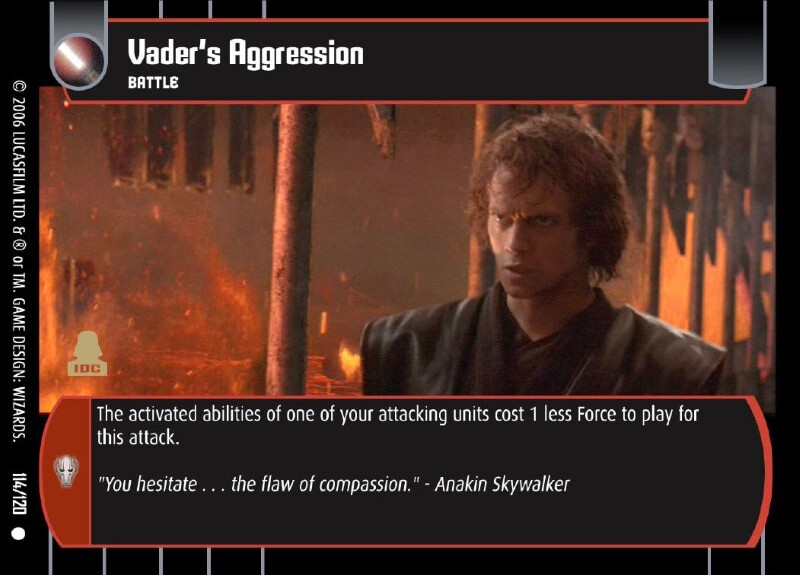 Vader's Aggression
BATTLE
© 2006 LUCASFILM LTD. & ® or TM. GAME DESIGN: WIZARDS. 114/120
IDC
The activated abilities of one of your attacking units cost 1 less Force to play for
this attack.
"You hesitate . . . the flaw of compassion." - Anakin Skywalker